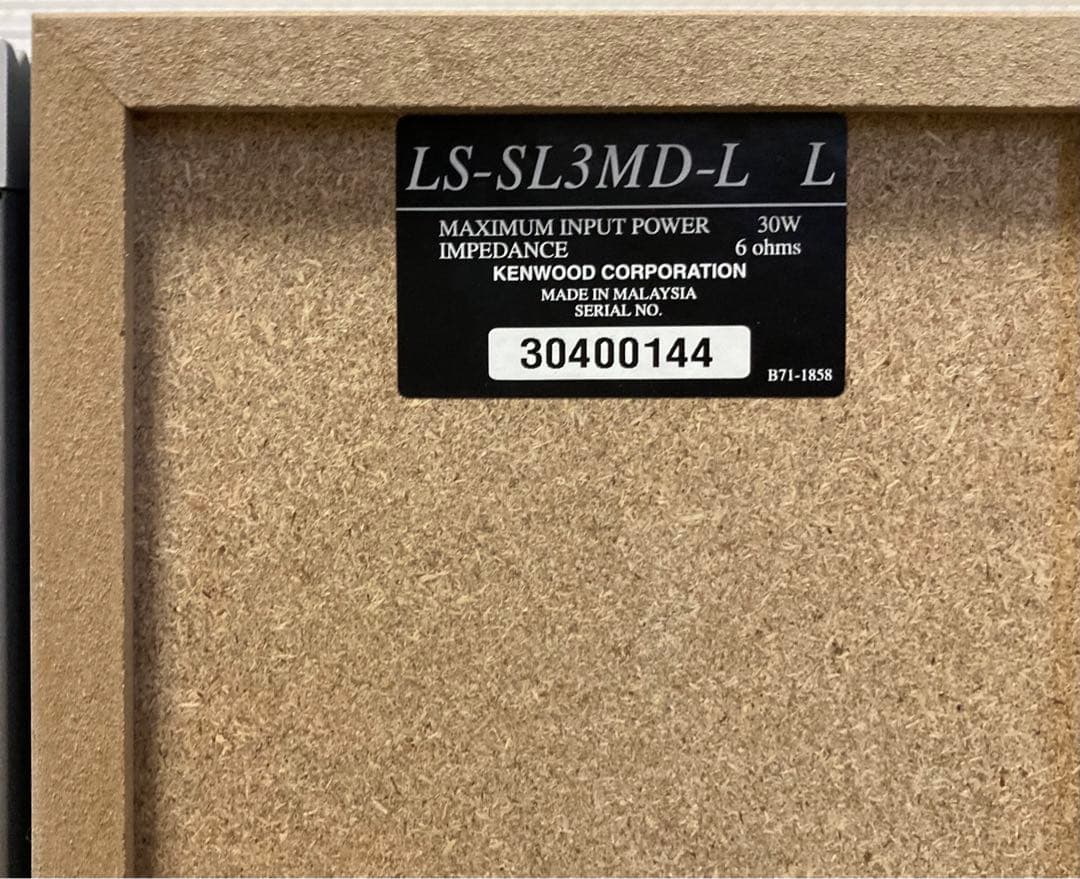 LS-SL3MD-L L
MAXIMUM INPUT POWER 30W
IMPEDANCE 6 ohms
KENWOOD CORPORATION
MADE IN MALAYSIA
SERIAL NO.
30400144
B71-1858